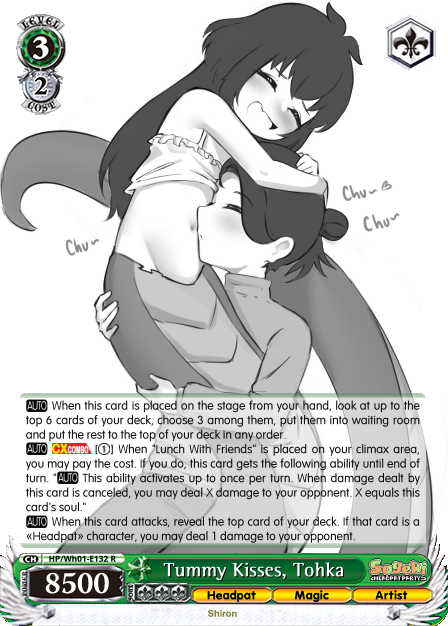 LEVEL
3
2
COST
Chu~
Chu~
Chu~
AUTO When this card is placed on the stage from your hand, look at up to the
top 6 cards of your deck, choose 3 among them, put them into waiting room
and put the rest to the top of your deck in any order.
AUTO CXCOMBO [①] When "Lunch With Friends" is placed on your climax area,
you may pay the cost. If you do, this card gets the following ability until end
of turn. "AUTO This ability activates up to once per turn. When damage dealt by
this card is canceled, you may deal X damage to your opponent. X equals this
card's soul."
AUTO When this card attacks, reveal the top card of your deck. If that card is a
«Headpat» character, you may deal 1 damage to your opponent.
CH HP/Wh01-E132 R
POWER 8500
Tummy Kisses, Tohka
SOUL
Headpat Magic Artist
Sayuki
HEADPAT PARTY
Shiron